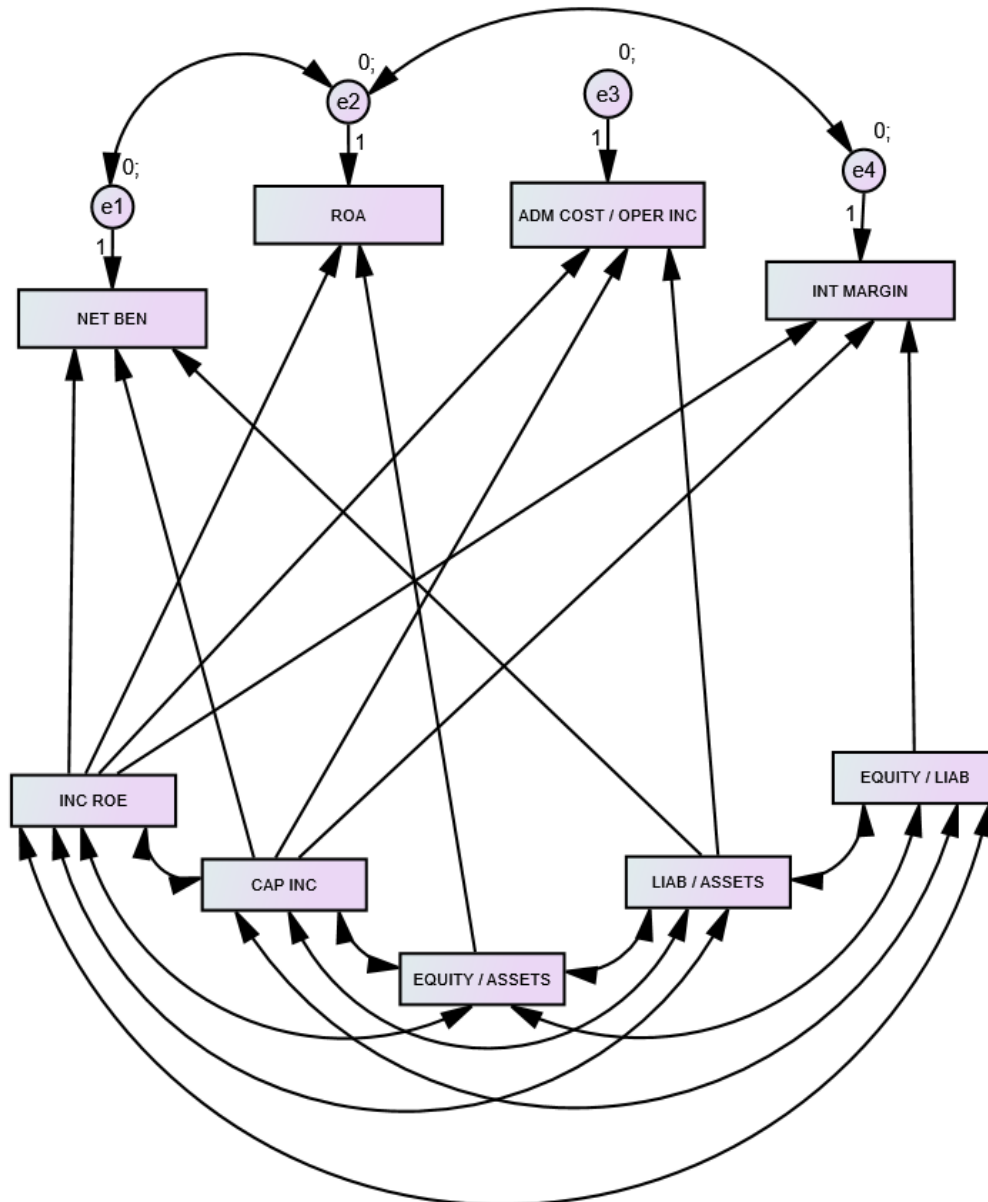 0;
e2
1
0;
e3
1
0;
e4
1
0;
e1
1
ROA
ADM COST / OPER INC
INT MARGIN
NET BEN
EQUITY / LIAB
INC ROE
CAP INC
LIAB / ASSETS
EQUITY / ASSETS